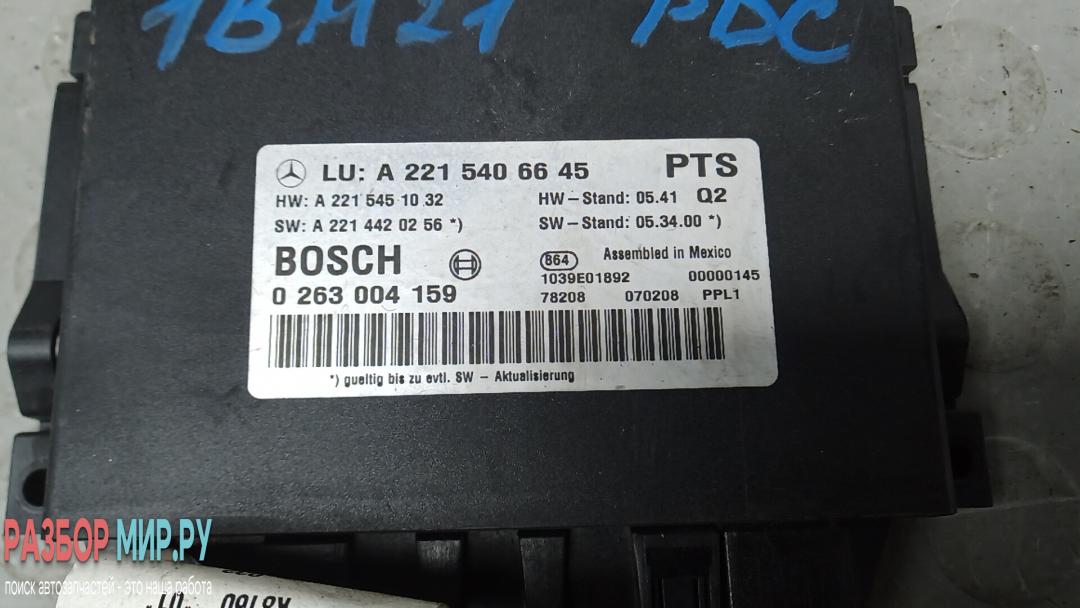 1BM21 PDC
LU: A 221 540 66 45 PTS
HW: A 221 545 10 32 HW – Stand: 05.41 Q2
SW: A 221 442 02 56 *) SW – Stand: 05.34.00 *)
BOSCH 864 Assembled in Mexico
1039E01892 00000145
0 263 004 159 78208 070208 PPL1
*) gueltig bis zu evtl. SW – Aktualisierung
РАЗБОР МИР.РУ
поиск автозапчастей - это наша работа